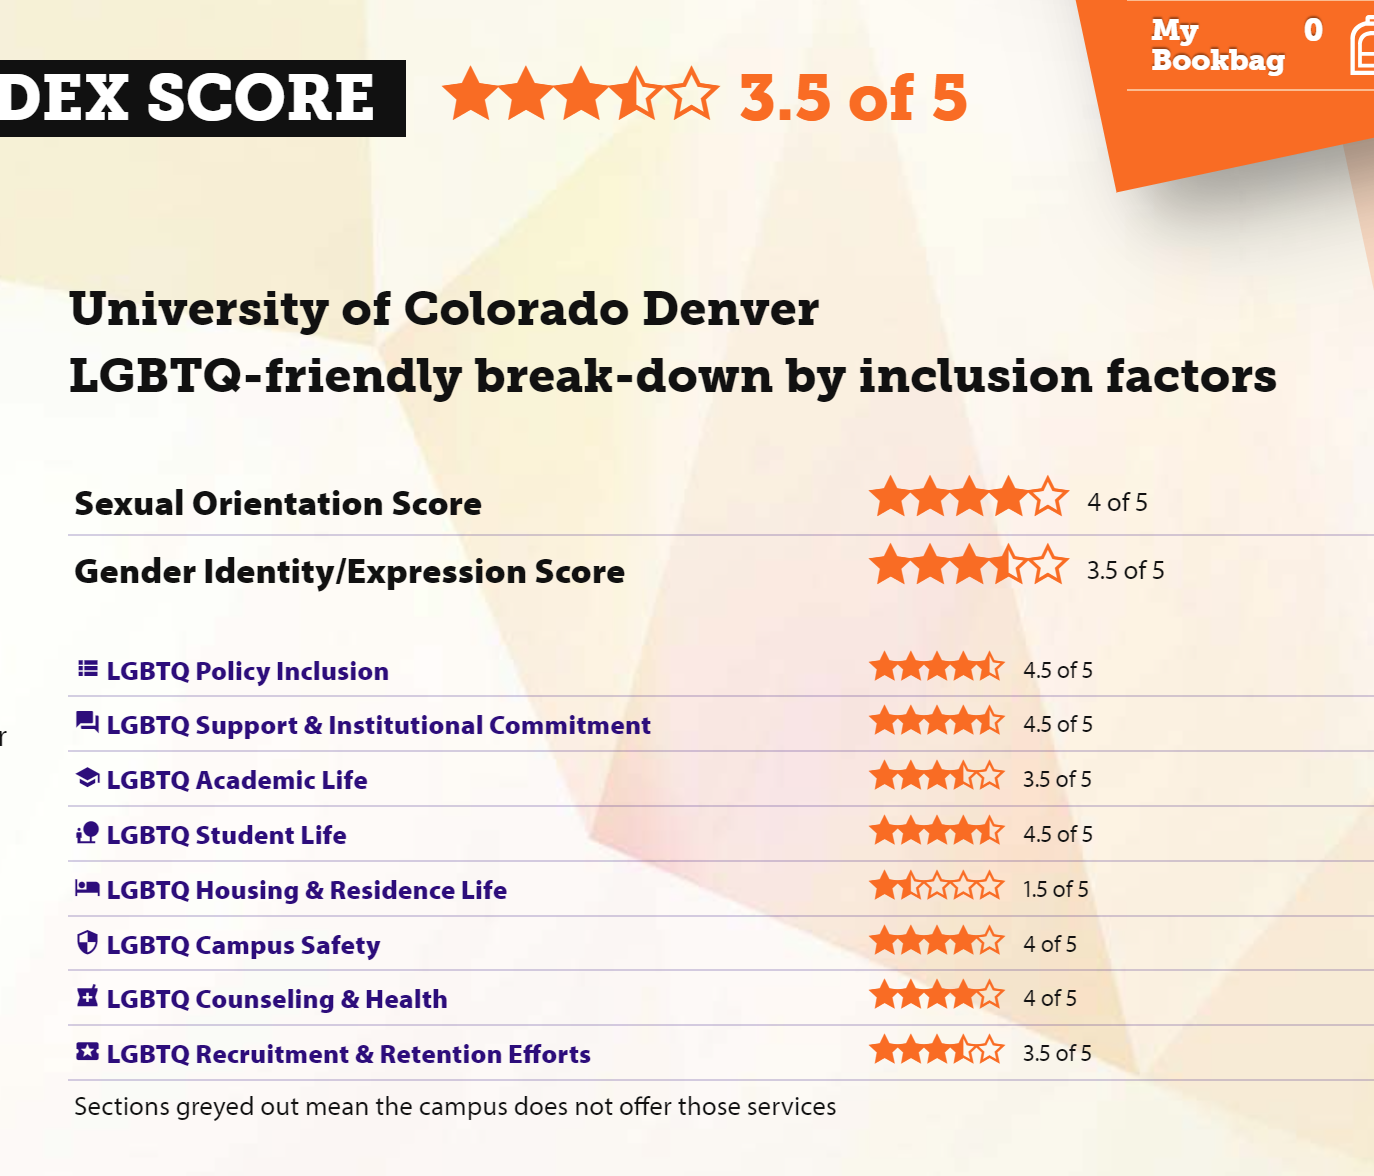 DEX SCORE 3.5 of 5
My Bookbag 0
University of Colorado Denver
LGBTQ-friendly break-down by inclusion factors
Sexual Orientation Score 4 of 5
Gender Identity/Expression Score 3.5 of 5
LGBTQ Policy Inclusion 4.5 of 5
LGBTQ Support & Institutional Commitment 4.5 of 5
r
LGBTQ Academic Life 3.5 of 5
LGBTQ Student Life 4.5 of 5
LGBTQ Housing & Residence Life 1.5 of 5
LGBTQ Campus Safety 4 of 5
LGBTQ Counseling & Health 4 of 5
LGBTQ Recruitment & Retention Efforts 3.5 of 5
Sections greyed out mean the campus does not offer those services